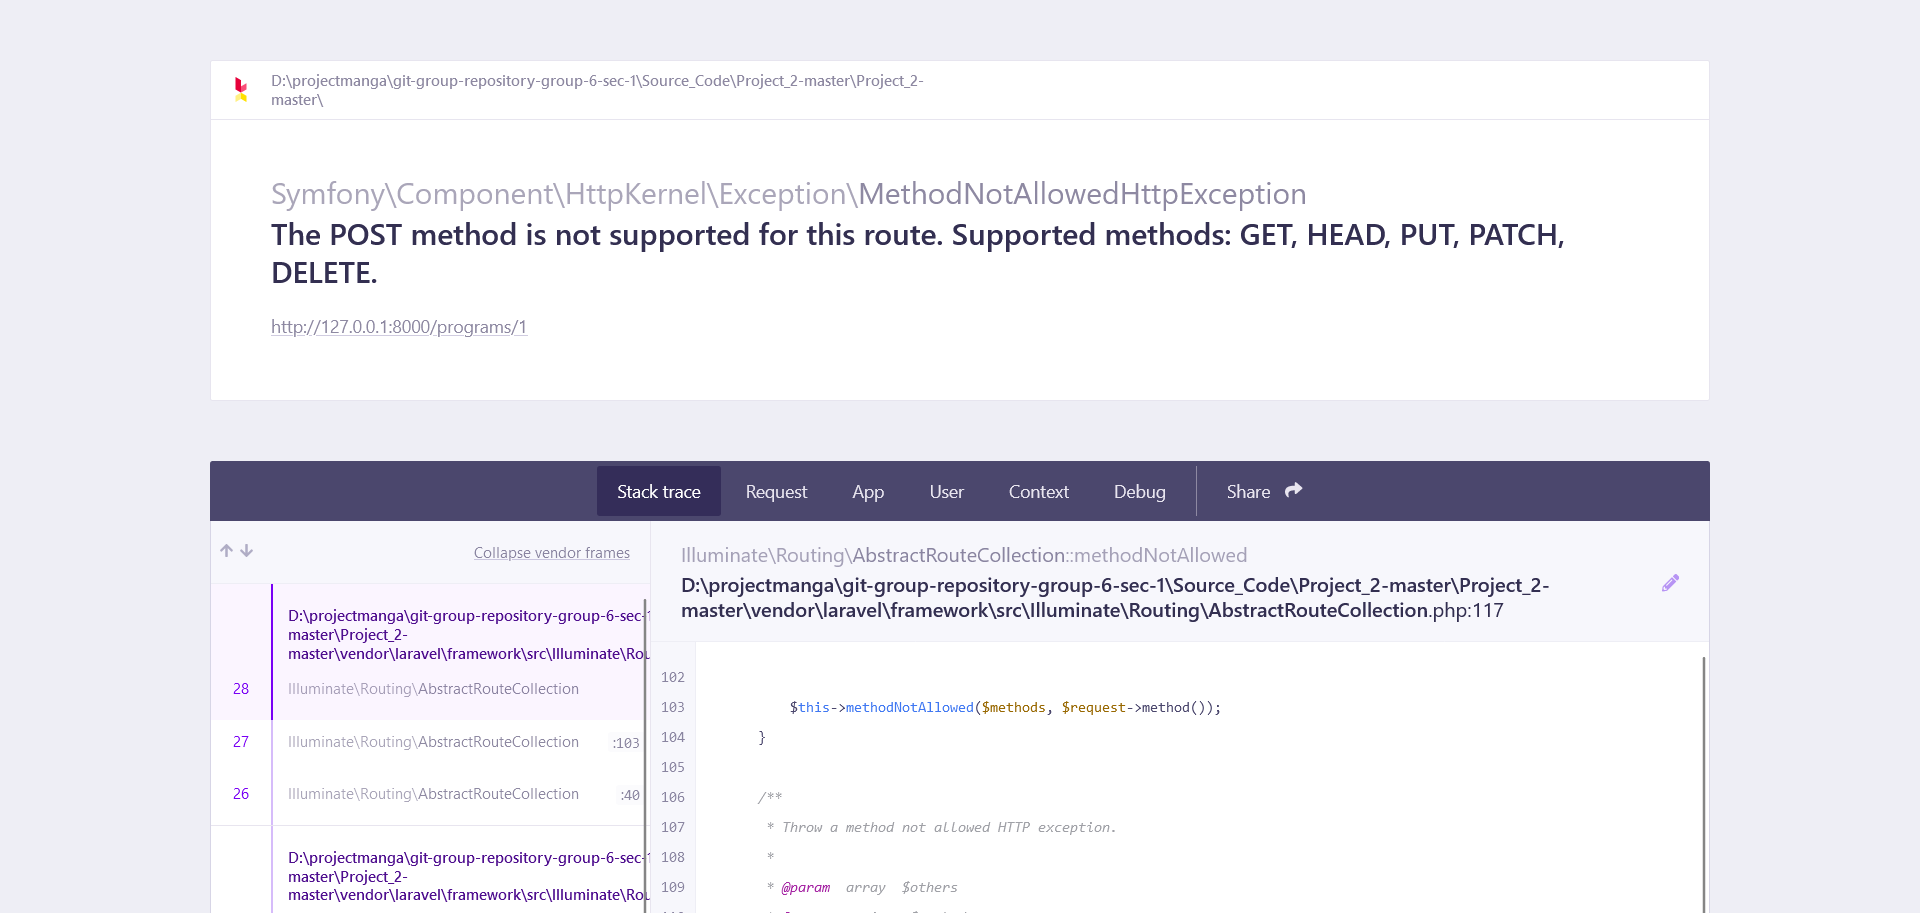 D:\projectmanga\git-group-repository-group-6-sec-1\Source_Code\Project_2-master\Project_2-
master\
Symfony\Component\HttpKernel\Exception\MethodNotAllowedHttpException
The POST method is not supported for this route. Supported methods: GET, HEAD, PUT, PATCH,
DELETE.
http://127.0.0.1:8000/programs/1
Stack trace Request App User Context Debug Share
Collapse vendor frames
D:\projectmanga\git-group-repository-group-6-sec-1
master\Project_2-
master\vendor\laravel\framework\src\Illuminate\Rou
28 Illuminate\Routing\AbstractRouteCollection
27 Illuminate\Routing\AbstractRouteCollection :103
26 Illuminate\Routing\AbstractRouteCollection :40
D:\projectmanga\git-group-repository-group-6-sec-1
master\Project_2-
master\vendor\laravel\framework\src\Illuminate\Rou
Illuminate\Routing\AbstractRouteCollection::methodNotAllowed
D:\projectmanga\git-group-repository-group-6-sec-1\Source_Code\Project_2-master\Project_2-
master\vendor\laravel\framework\src\Illuminate\Routing\AbstractRouteCollection.php:117
102
103 $this->methodNotAllowed($methods, $request->method());
104 }
105
106 /**
107 * Throw a method not allowed HTTP exception.
108 *
109 * @param array $others